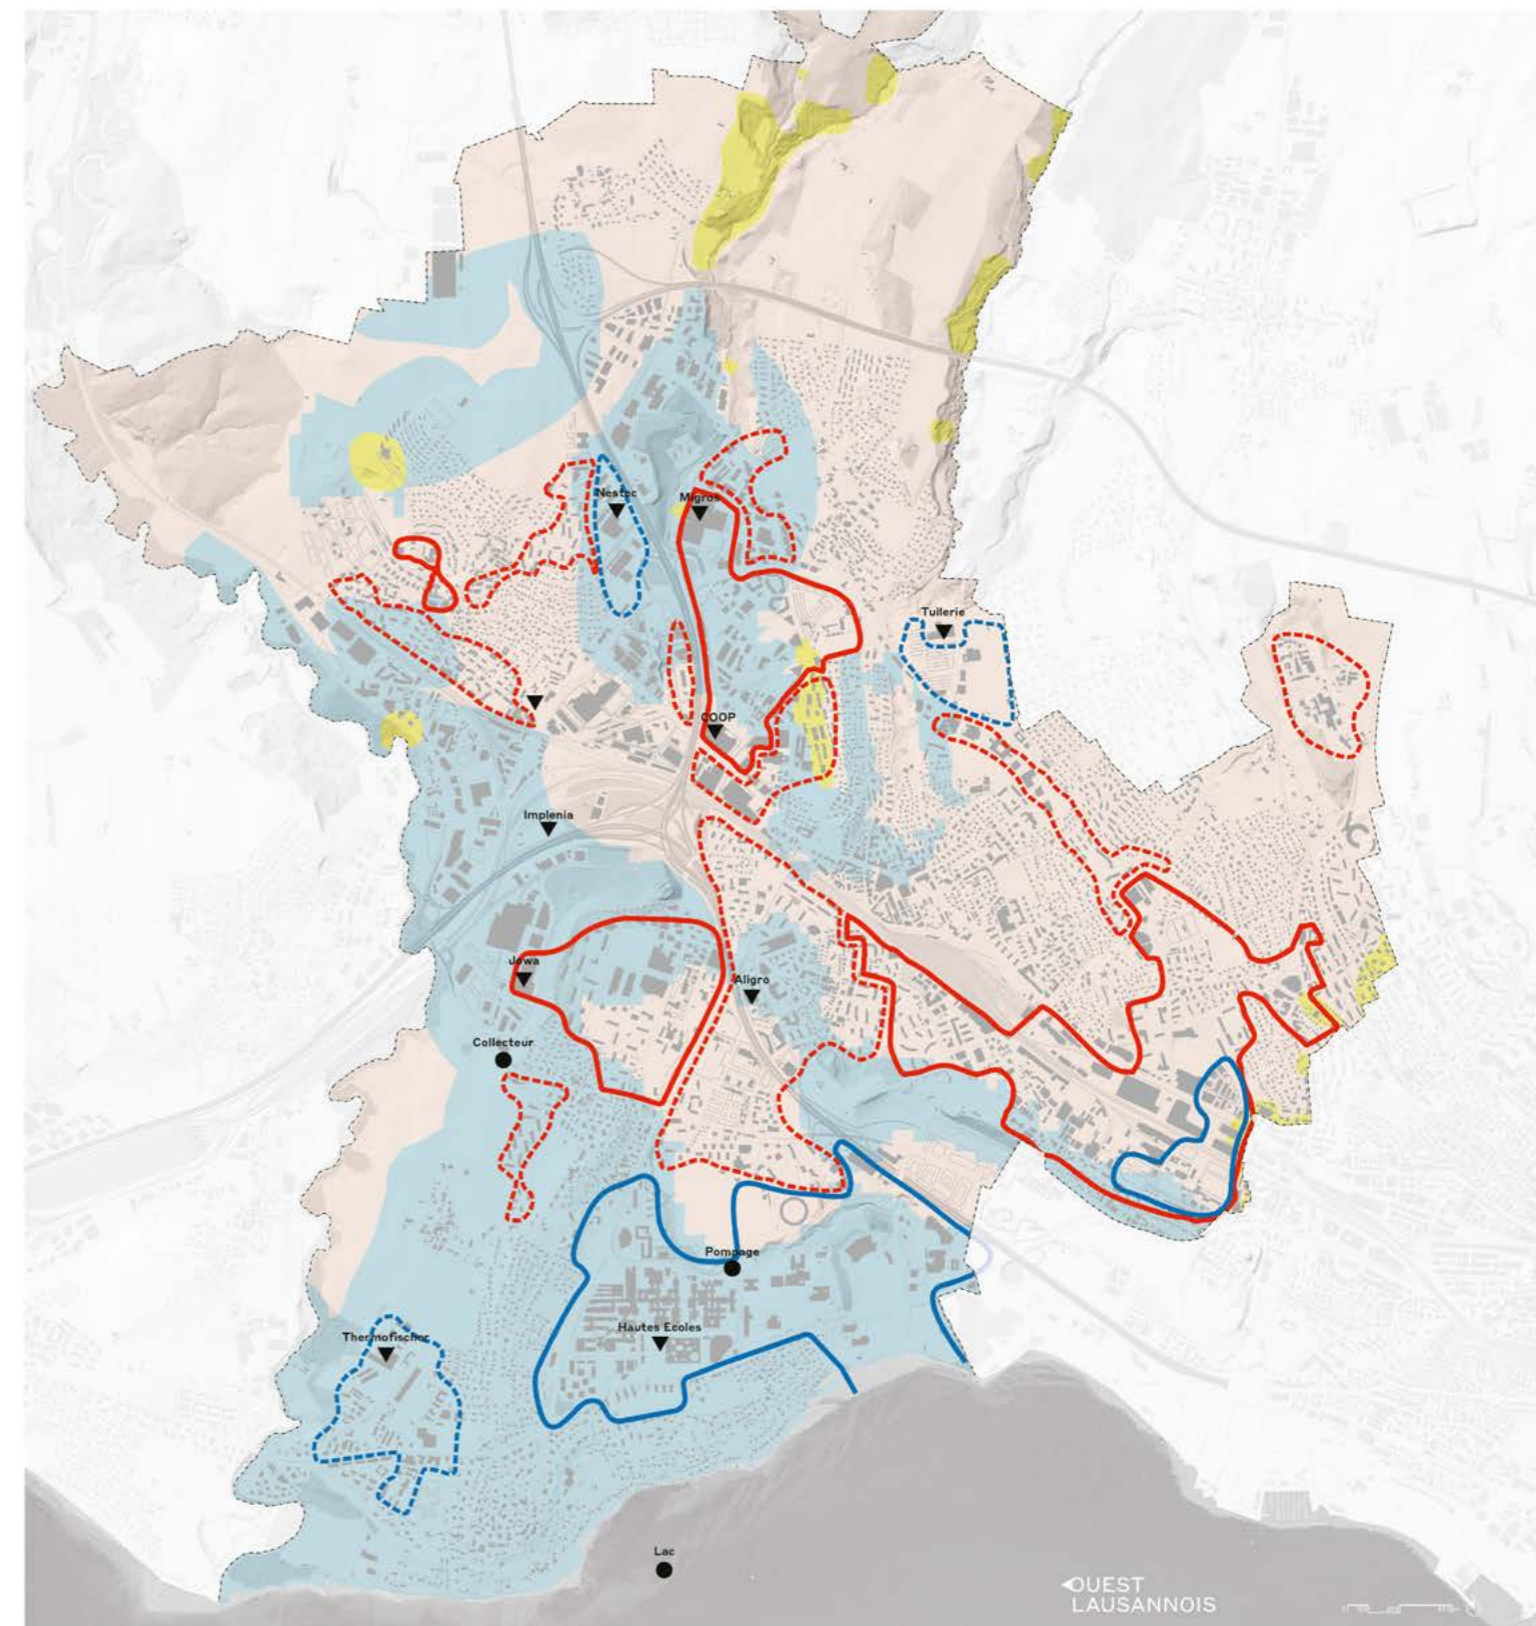 Nestec
Migros
Tuilerie
COOP
Implenia
Jowa
Aligro
Collecteur
Pompage
Hautes Ecoles
Thermofischer
Lac
OUEST
LAUSANNOIS